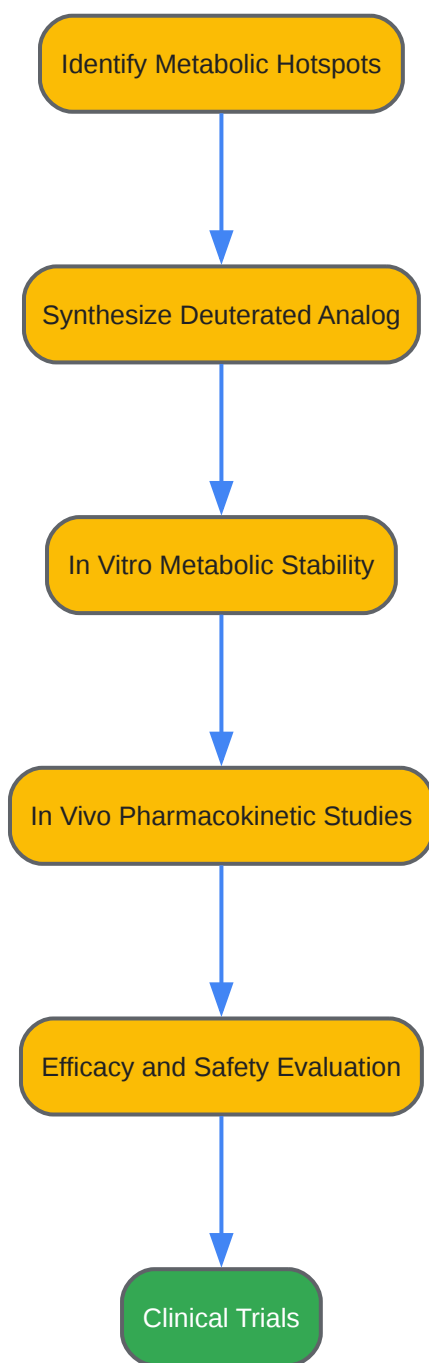 Identify Metabolic Hotspots
Synthesize Deuterated Analog
In Vitro Metabolic Stability
In Vivo Pharmacokinetic Studies
Efficacy and Safety Evaluation
Clinical Trials